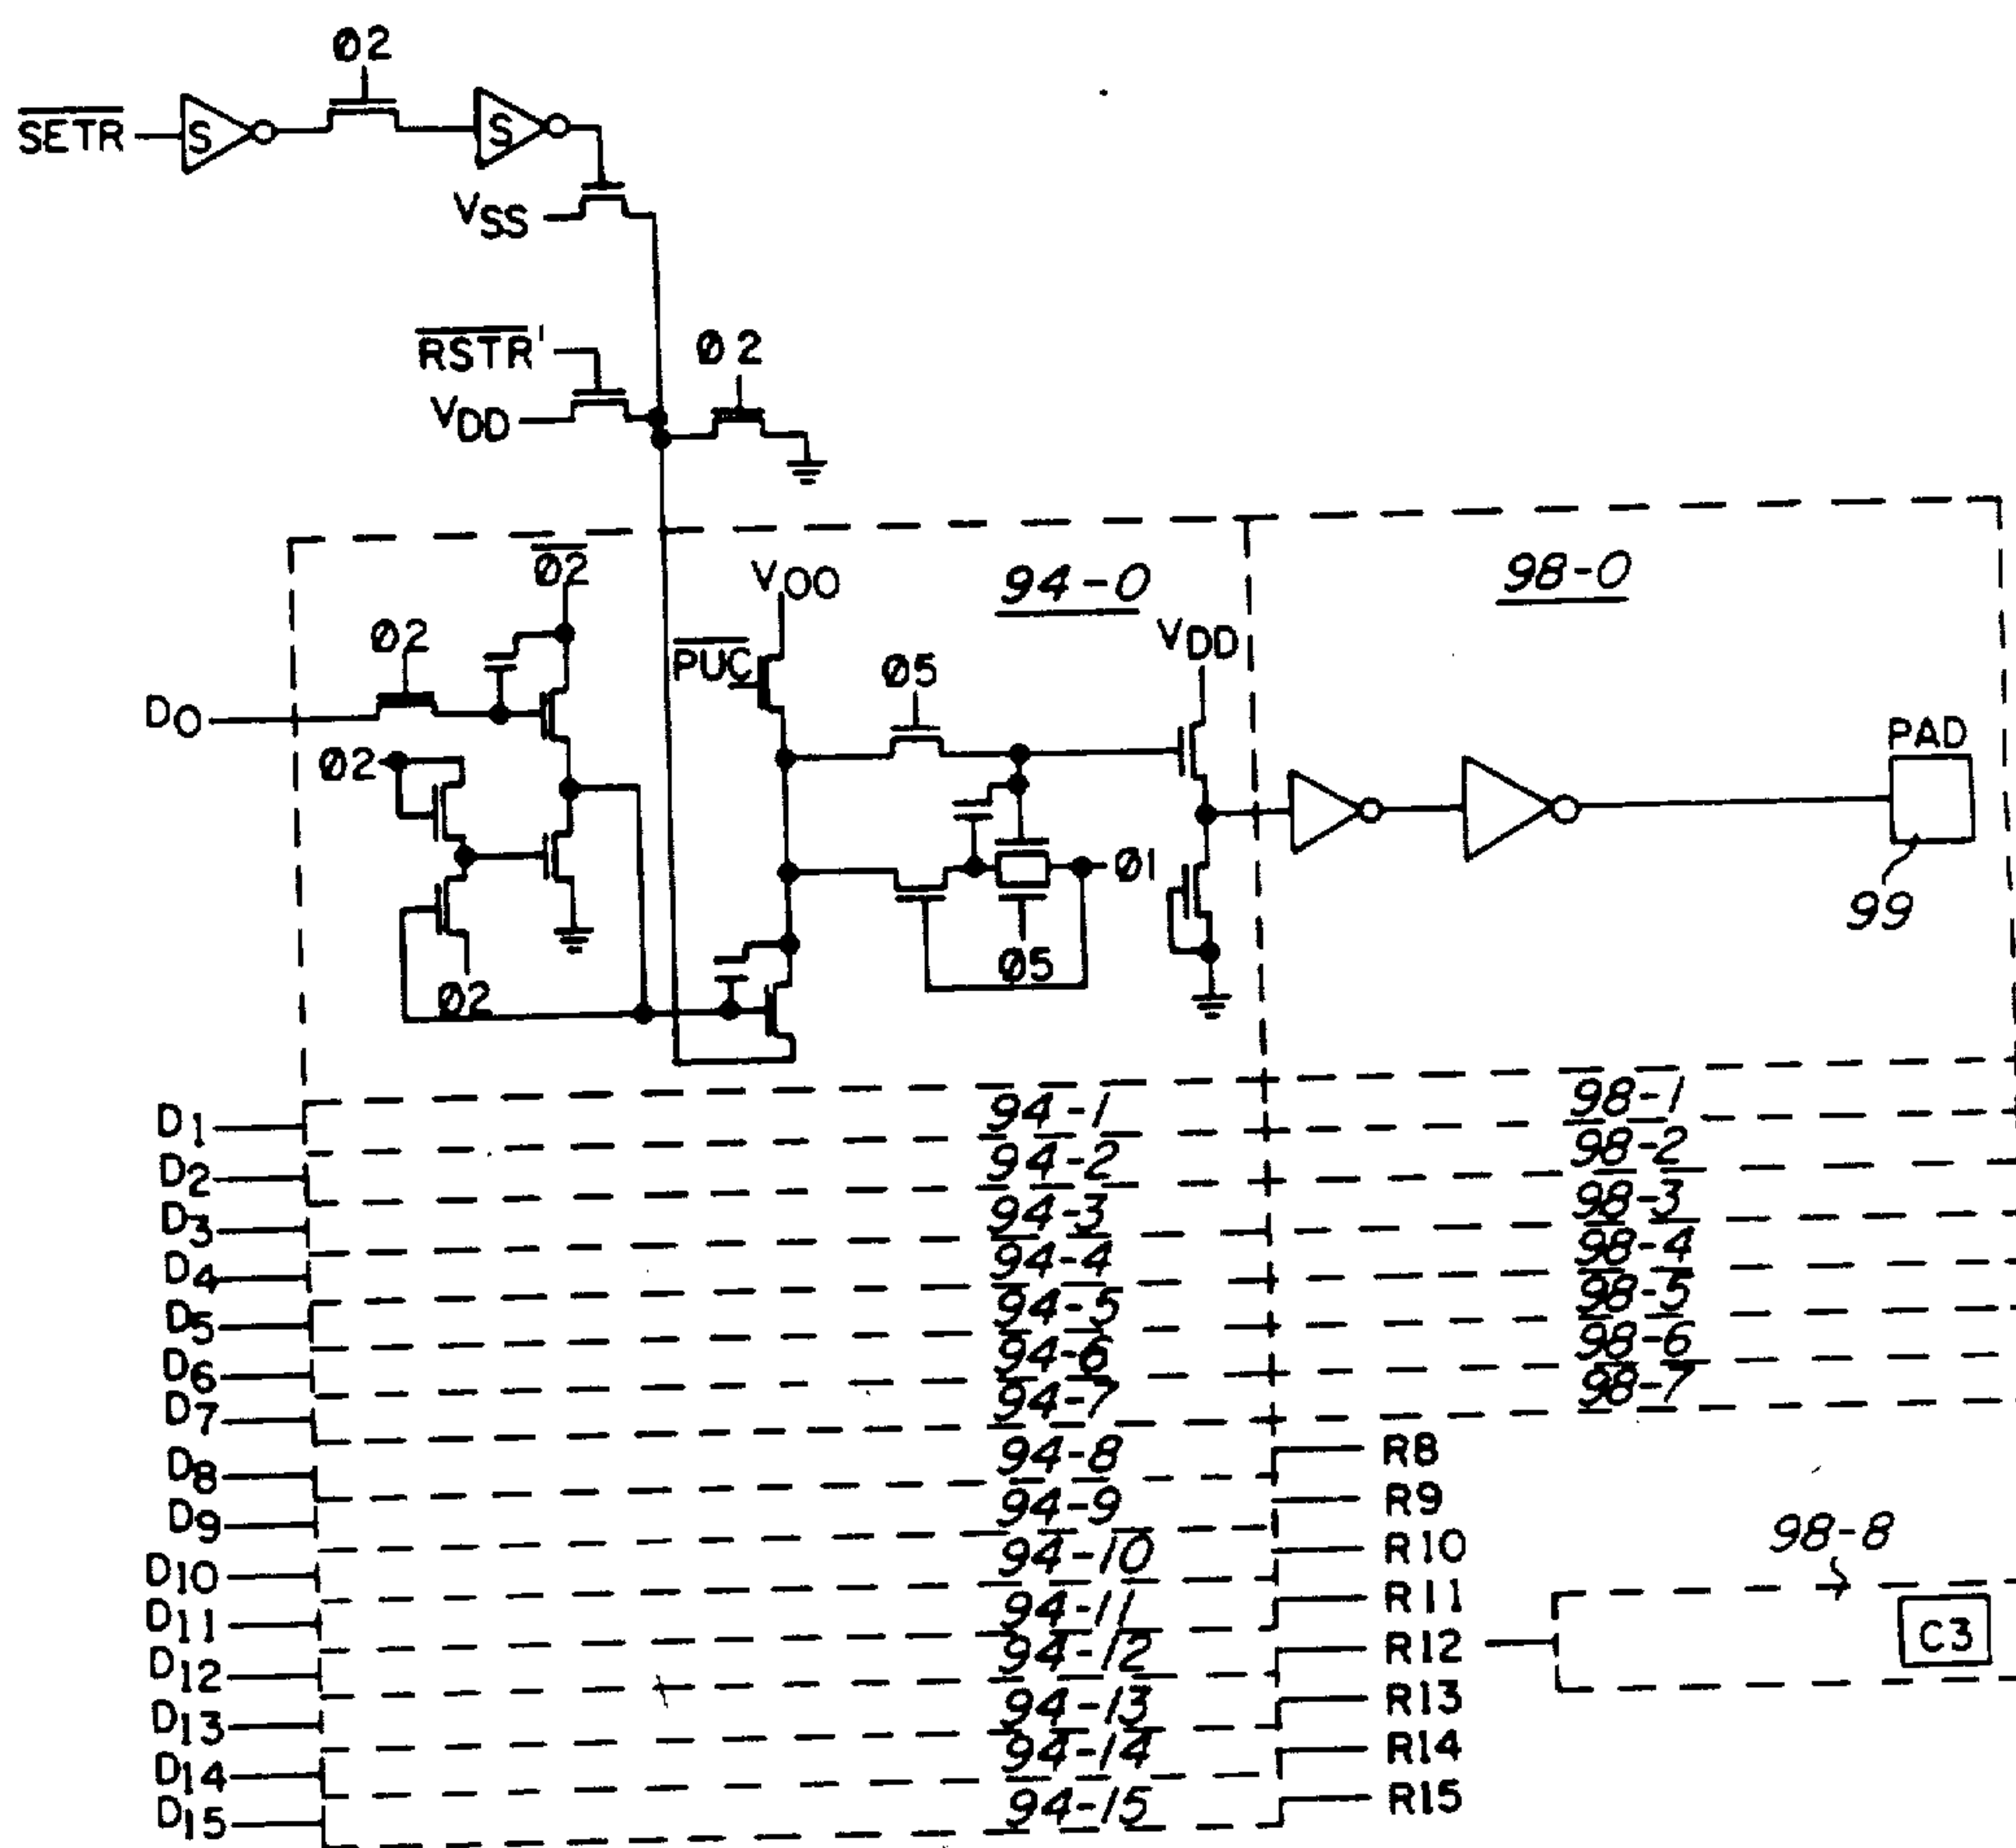 Ø2
SETR
S
S
VSS
RSTR'
Ø2
VDD
Ø2
VOO
94-0
98-0
Ø2
PUC
Ø5
VDD
DO
PAD
Ø2
Ø1
99
Ø5
Ø2
D1 94-1 98-1
D2 94-2 98-2
D3 94-3 98-3
D4 94-4 98-4
D5 94-5 98-5
D6 94-6 98-6
D7 94-7 98-7
D8 94-8 R8
D9 94-9 R9
D10 94-10 R10 98-8
D11 94-11 R11
D12 94-12 R12 C3
D13 94-13 R13
D14 94-14 R14
D15 94-15 R15